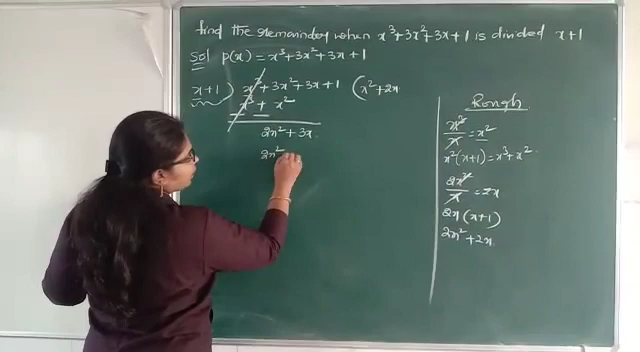 find the remainder when x³+3x²+3x+1 is divided x+1
Sol p(x) = x³+3x²+3x+1
x+1) x³+3x²+3x+1 (x²+2x
x³ + x²
2x² + 3x
2x²
Rough
x³/x = x²
x²(x+1) = x³+x²
2x²/x = 2x
2x(x+1)
2x²+2x